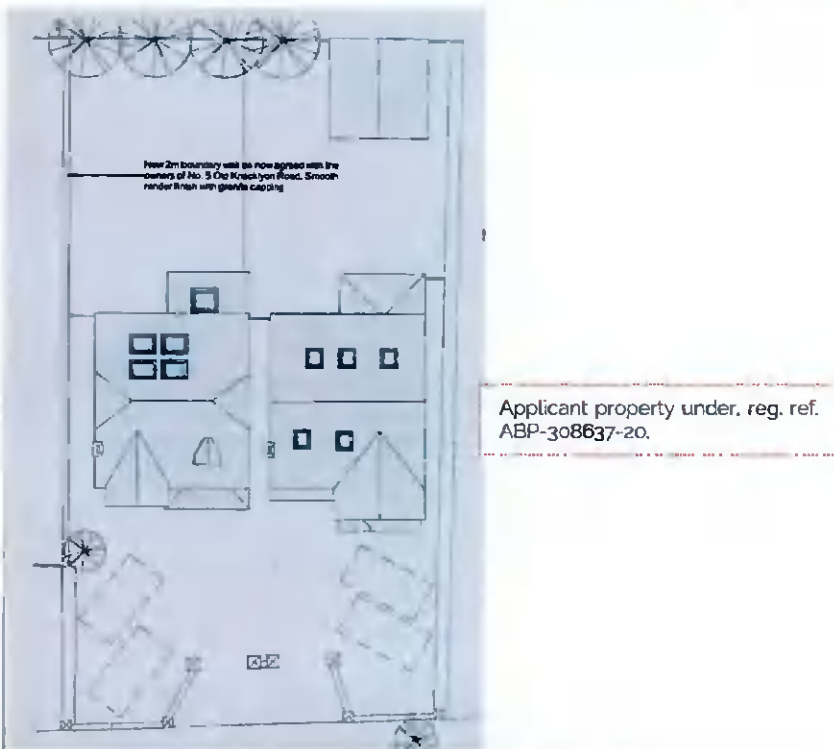 New 2m boundary wall as now agreed with the
owners of No. 5 Old Knocklyon Road. Smooth
render finish with granite capping
Applicant property under. reg. ref.
ABP-308637-20.